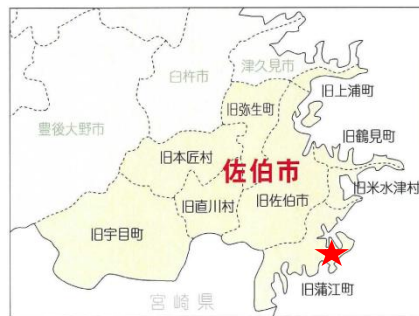 津久見市
臼杵市
旧上浦町
旧弥生町
豊後大野市
旧鶴見町
旧本匠村
佐伯市
旧米水津村
旧直川村
旧佐伯市
旧宇目町
旧蒲江町
宮崎県